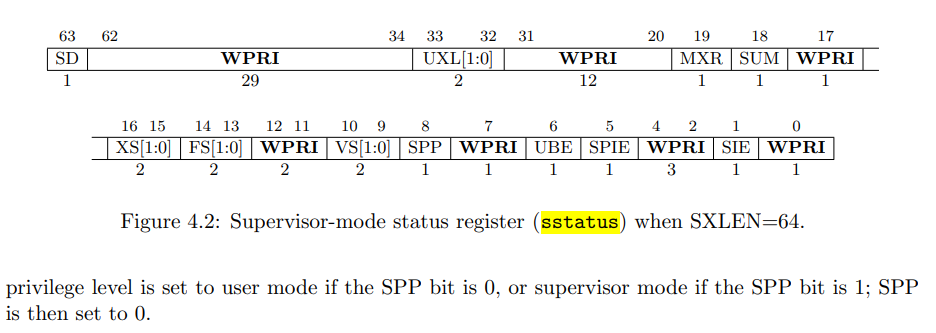 63 62 34 33 32 31 20 19 18 17
SD WPRI UXL[1:0] WPRI MXR SUM WPRI
1 29 2 12 1 1 1
16 15 14 13 12 11 10 9 8 7 6 5 4 2 1 0
XS[1:0] FS[1:0] WPRI VS[1:0] SPP WPRI UBE SPIE WPRI SIE WPRI
2 2 2 2 1 1 1 1 3 1 1
Figure 4.2: Supervisor-mode status register (sstatus) when SXLEN=64.
privilege level is set to user mode if the SPP bit is 0, or supervisor mode if the SPP bit is 1; SPP
is then set to 0.